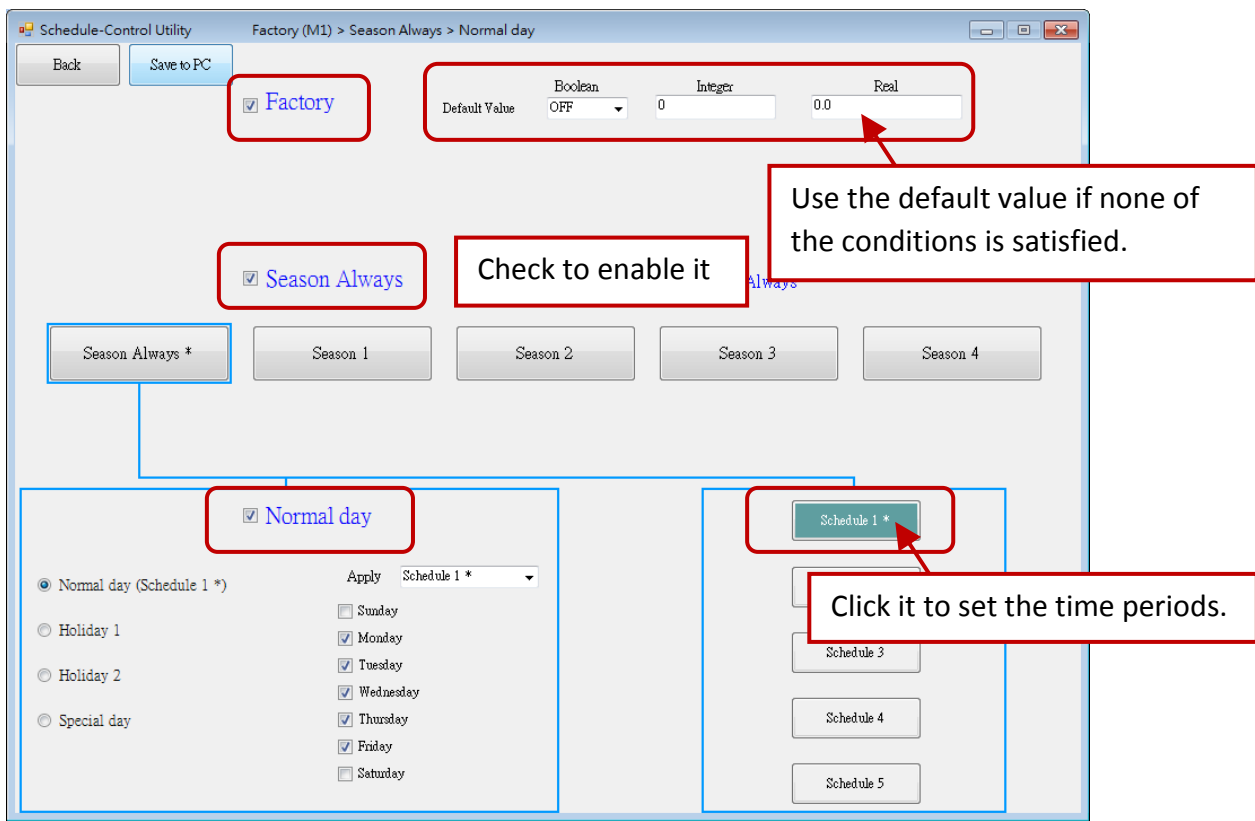 Schedule-Control Utility Factory (M1) > Season Always > Normal day
Back Save to PC
Factory
Boolean Integer Real
Default Value OFF 0 0.0
Use the default value if none of
the conditions is satisfied.
Season Always
Check to enable it
Always
Season Always * Season 1 Season 2 Season 3 Season 4
Normal day
Schedule 1 *
Normal day (Schedule 1 *)
Holiday 1
Holiday 2
Special day
Apply Schedule 1 *
Sunday
Monday
Tuesday
Wednesday
Thursday
Friday
Saturday
Click it to set the time periods.
Schedule 3
Schedule 4
Schedule 5